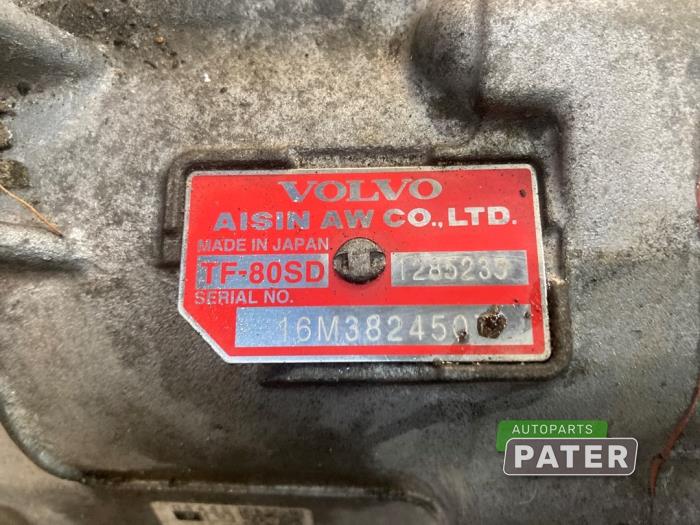 VOLVO
AISIN AW CO., LTD.
MADE IN JAPAN
TF-80SD 1285235
SERIAL NO.
16M382450
AUTOPARTS
PATER